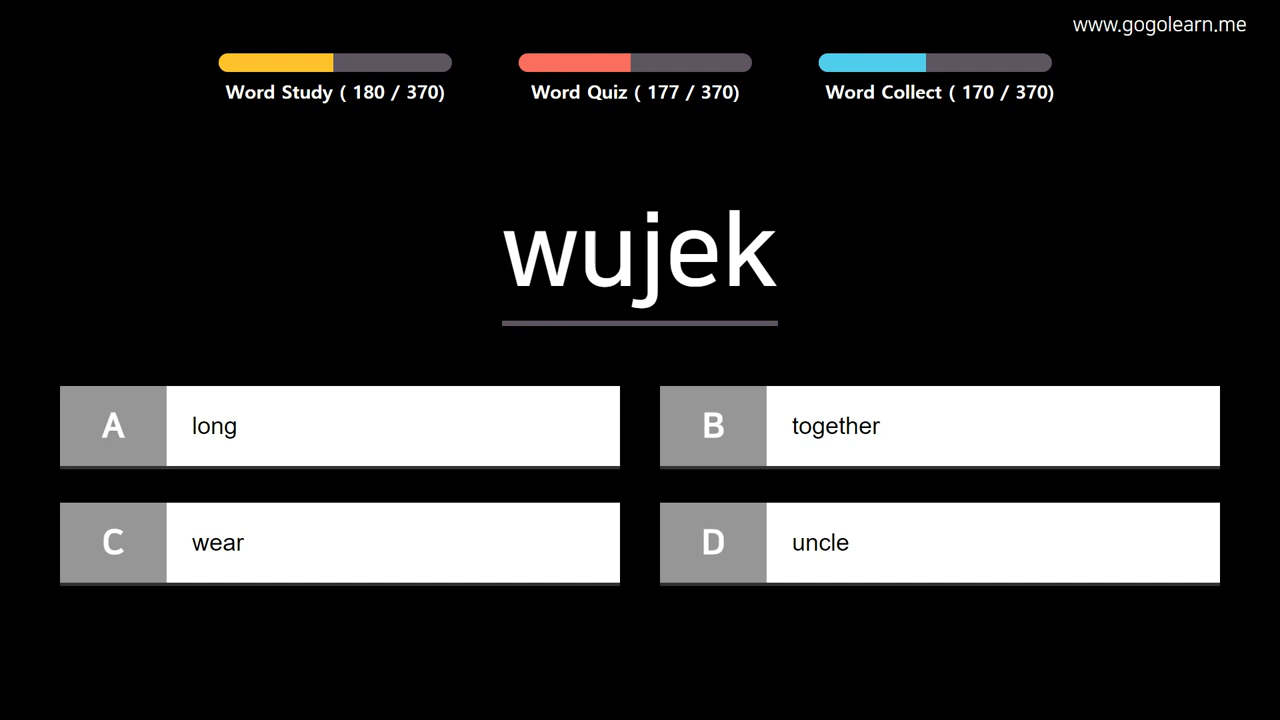 www.gogolearn.me
Word Study ( 180 / 370)
Word Quiz ( 177 / 370)
Word Collect ( 170 / 370)
wujek
A long
B together
C wear
D uncle